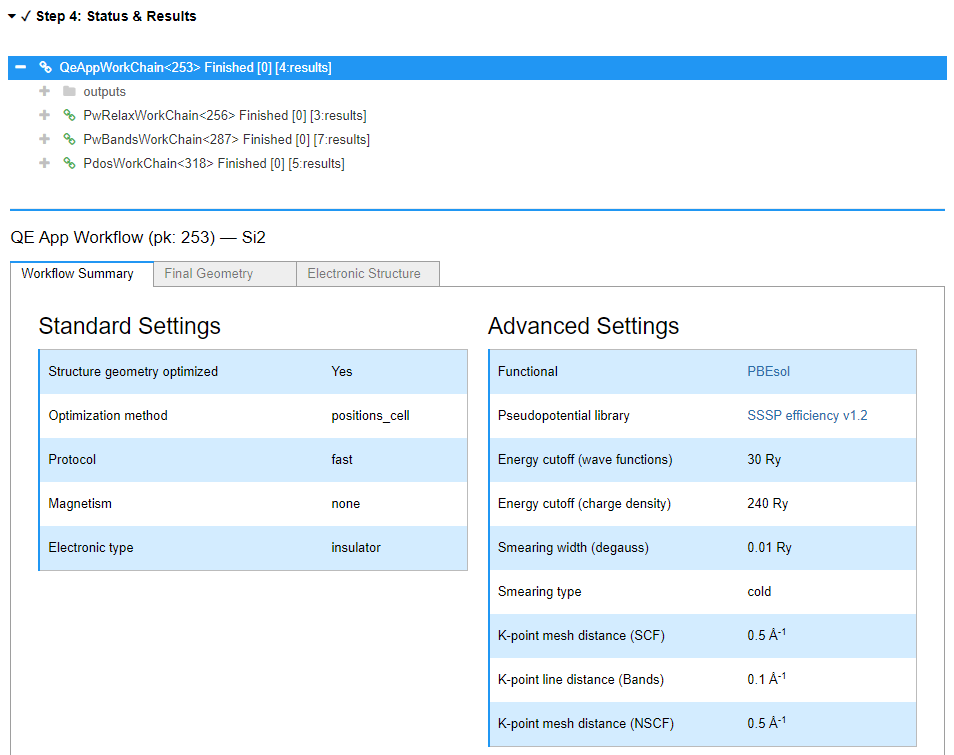 Step 4: Status & Results
QeAppWorkChain<253> Finished [0] [4:results]
outputs
PwRelaxWorkChain<256> Finished [0] [3:results]
PwBandsWorkChain<287> Finished [0] [7:results]
PdosWorkChain<318> Finished [0] [5:results]
QE App Workflow (pk: 253) — Si2
Workflow Summary Final Geometry Electronic Structure
Standard Settings
Structure geometry optimized Yes
Optimization method positions_cell
Protocol fast
Magnetism none
Electronic type insulator
Advanced Settings
Functional PBEsol
Pseudopotential library SSSP efficiency v1.2
Energy cutoff (wave functions) 30 Ry
Energy cutoff (charge density) 240 Ry
Smearing width (degauss) 0.01 Ry
Smearing type cold
K-point mesh distance (SCF) 0.5 Å⁻¹
K-point line distance (Bands) 0.1 Å⁻¹
K-point mesh distance (NSCF) 0.5 Å⁻¹